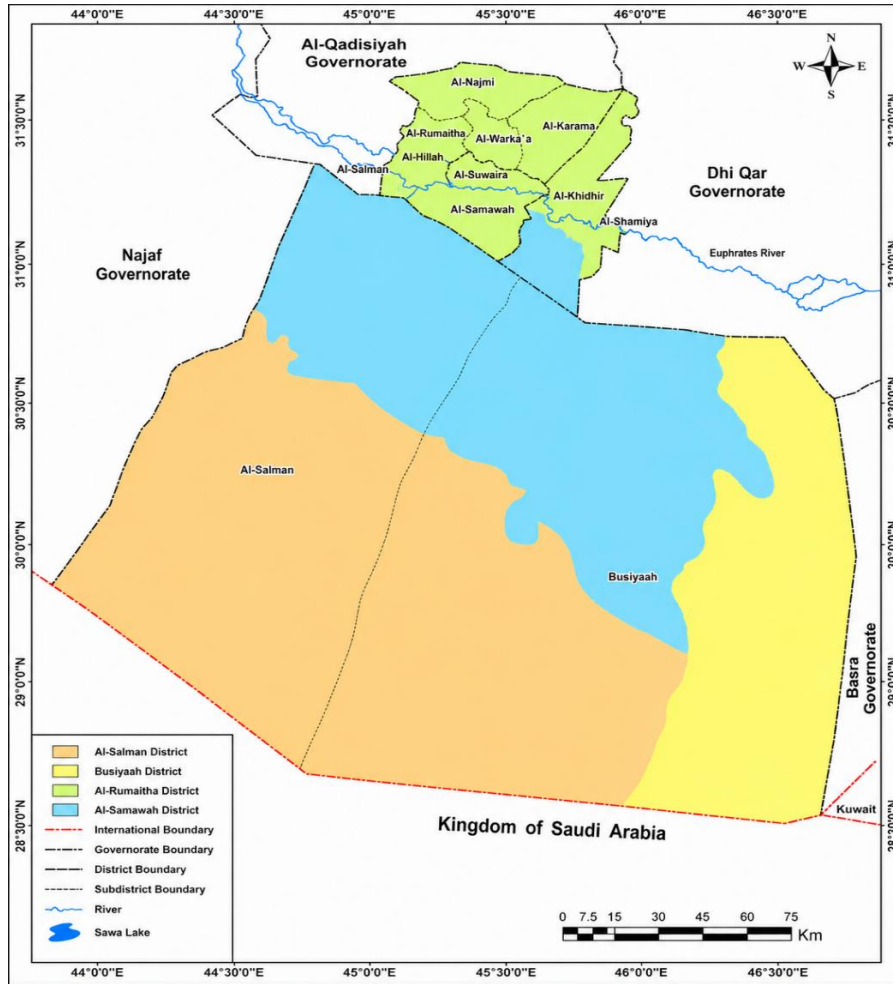 44°0'0"E
44°30'0"E
45°0'0"E
45°30'0"E
46°0'0"E
46°30'0"E
Al-Qadisiyah
Governorate
N
W
E
S
Al-Najmi
Al-Karama
Al-Rumaitha
Al-Warka'a
Al-Hillah
Al-Salman
Al-Suwaira
Al-Khidhir
Al-Samawah
Al-Shamiya
Dhi Qar
Governorate
Euphrates River
Najaf
Governorate
Al-Salman
Busiyaah
Basra
Governorate
Kuwait
Kingdom of Saudi Arabia
31°30'0"N
31°0'0"N
30°30'0"N
30°0'0"N
29°0'0"N
28°30'0"N
31°0'0"N
30°0'0"N
Al-Salman District
Busiyaah District
Al-Rumaitha District
Al-Samawah District
International Boundary
Governorate Boundary
District Boundary
Subdistrict Boundary
River
Sawa Lake
0 7.5 15 30 45 60 75
Km
44°0'0"E
44°30'0"E
45°0'0"E
45°30'0"E
46°0'0"E
46°30'0"E